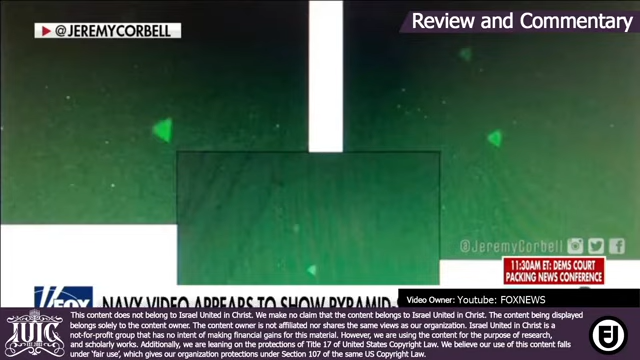 Review and Commentary
@JEREMYCORBELL
@JeremyCorbell
11:30AM ET: DEMS COURT
PACKING NEWS CONFERENCE
FOX
NAVY VIDEO APPEARS TO SHOW PYRAMID-
Video Owner: Youtube: FOXNEWS
IUIC
This content does not belong to Israel United in Christ. We make no claim that the content belongs to Israel United in Christ. The content being displayed
belongs solely to the content owner. The content owner is not affiliated nor shares the same views as our organization. Israel United in Christ is a
not-for-profit group that has no intent of making financial gains for this material. However, we are using the content for the purpose of research,
and scholarly works. Additionally, we are leaning on the protections of Title 17 of United States Copyright Law. We believe our use of this content falls
under 'fair use', which gives our organization protections under Section 107 of the same US Copyright Law.